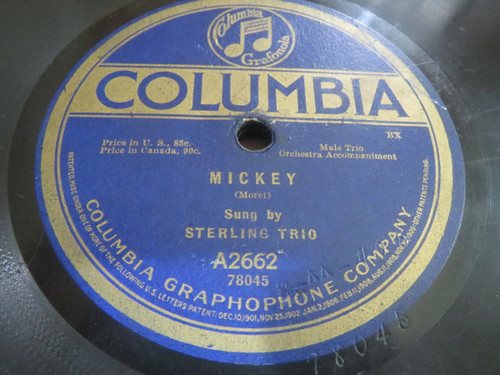 Columbia
Grafonola
COLUMBIA
Price in U. S., 85c.
Price in Canada, 90c.
BX
Male Trio
Orchestra Accompaniment
MICKEY
(Moret)
Sung by
STERLING TRIO
A2662
78045
COLUMBIA GRAPHOPHONE COMPANY
78045